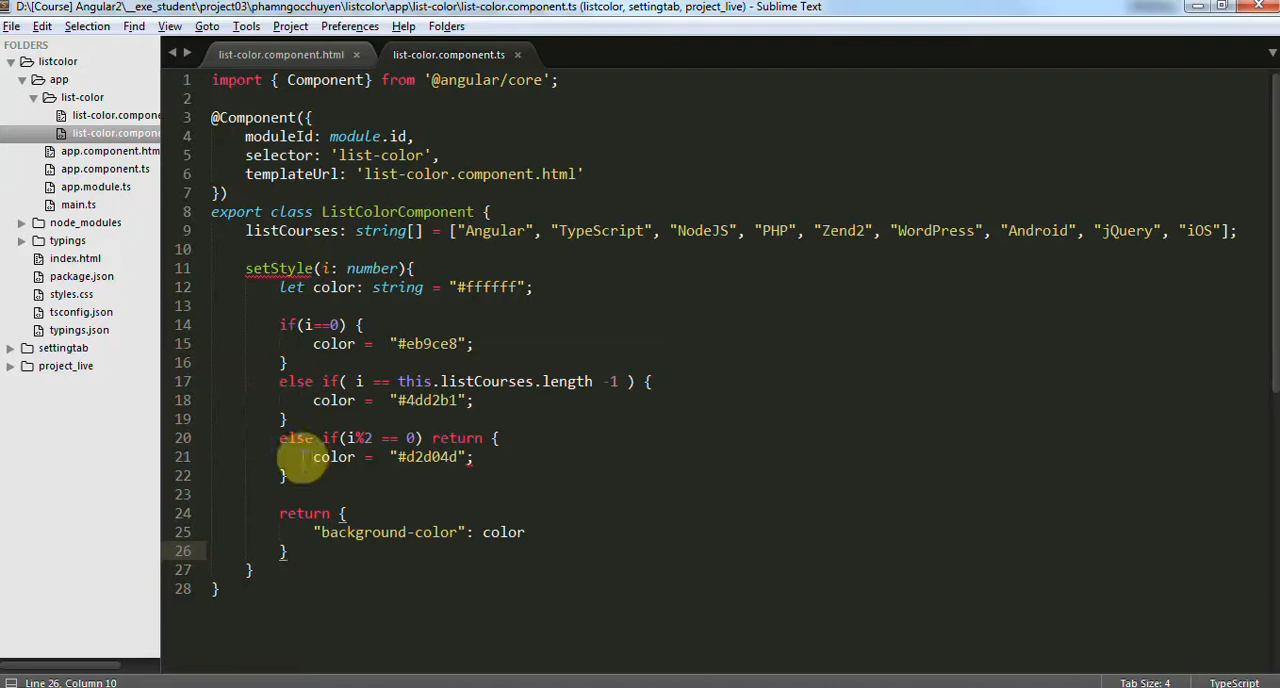 D:\[Course] Angular2\__exe_student\project03\phamngocchuyen\listcolor\app\list-color\list-color.component.ts (listcolor, settingtab, project_live) - Sublime Text
File Edit Selection Find View Goto Tools Project Preferences Help Folders
FOLDERS
listcolor
app
list-color
list-color.compone
list-color.compone
app.component.htm
app.component.ts
app.module.ts
main.ts
node_modules
typings
index.html
package.json
styles.css
tsconfig.json
typings.json
settingtab
project_live
list-color.component.html × list-color.component.ts ×
1 import { Component} from '@angular/core';
2
3 @Component({
4     moduleId: module.id,
5     selector: 'list-color',
6     templateUrl: 'list-color.component.html'
7 })
8 export class ListColorComponent {
9     listCourses: string[] = ["Angular", "TypeScript", "NodeJS", "PHP", "Zend2", "WordPress", "Android", "jQuery", "iOS"];
10
11     setStyle(i: number){
12         let color: string = "#ffffff";
13
14         if(i==0) {
15             color =  "#eb9ce8";
16         }
17         else if( i == this.listCourses.length -1 ) {
18             color =  "#4dd2b1";
19         }
20         else if(i%2 == 0) return {
21             color =  "#d2d04d";
22         }
23
24         return {
25             "background-color": color
26         }
27     }
28 }
Line 26, Column 10 Tab Size: 4 TypeScript